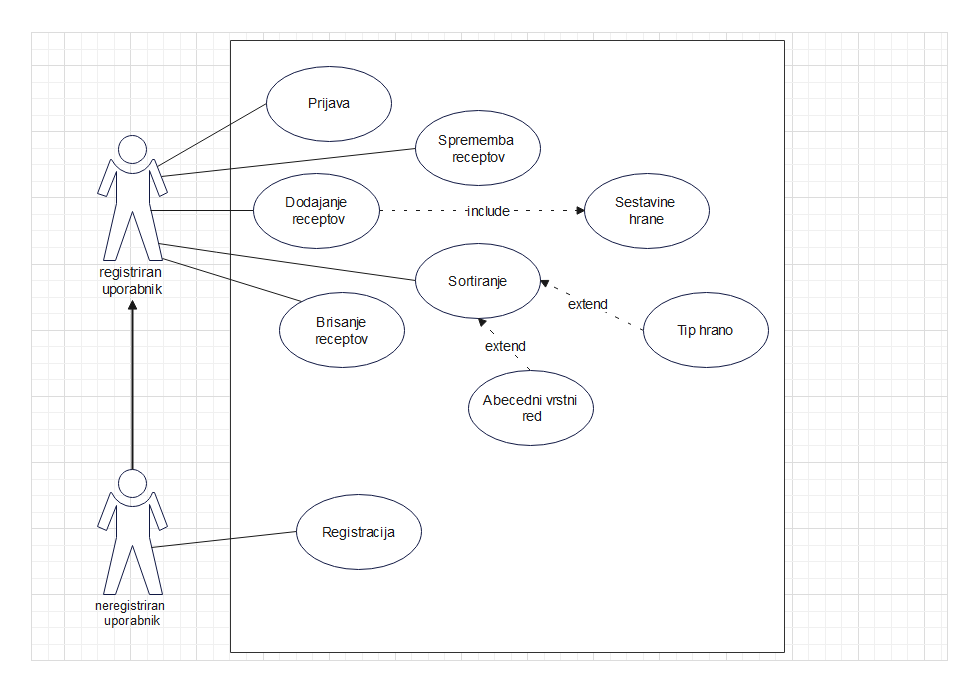 Prijava
Sprememba
receptov
Dodajanje
receptov
include
Sestavine
hrane
registriran
uporabnik
Sortiranje
extend
Tip hrano
Brisanje
receptov
extend
Abecedni vrstni
red
Registracija
neregistriran
uporabnik